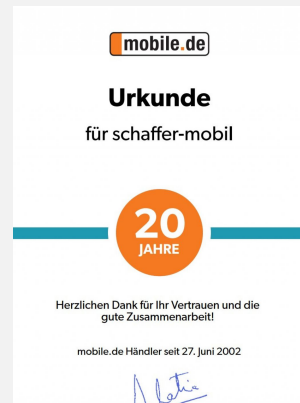 mobile.de
Urkunde
für schaffer-mobil
20
JAHRE
Herzlichen Dank für Ihr Vertrauen und die
gute Zusammenarbeit!
mobile.de Händler seit 27. Juni 2002